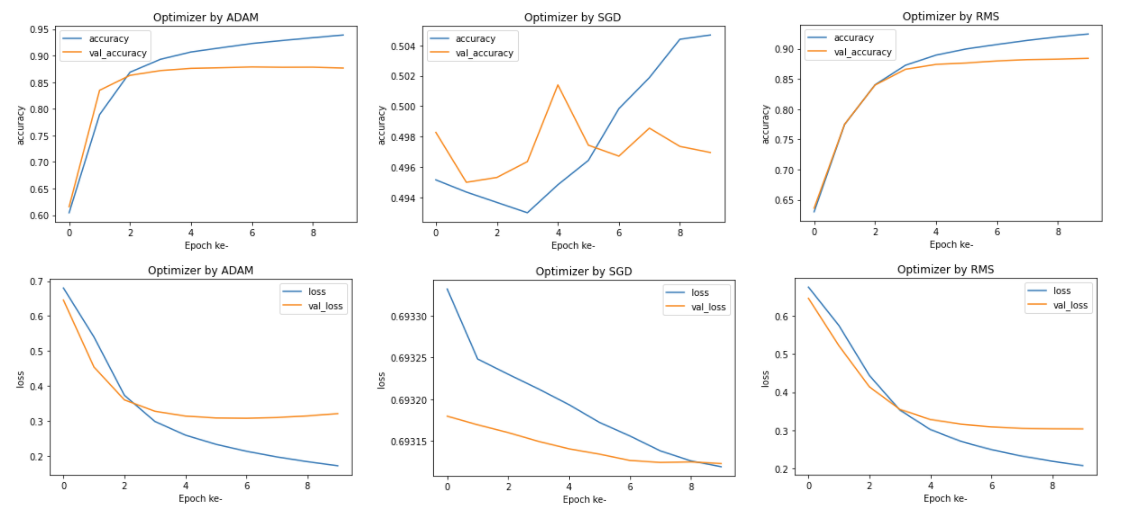 Optimizer by ADAM
accuracy
val_accuracy
accuracy
0.95
0.90
0.85
0.80
0.75
0.70
0.65
0.60
0 2 4 6 8
Epoch ke-
Optimizer by SGD
accuracy
val_accuracy
accuracy
0.504
0.502
0.500
0.498
0.496
0.494
0 2 4 6 8
Epoch ke-
Optimizer by RMS
accuracy
val_accuracy
accuracy
0.90
0.85
0.80
0.75
0.70
0.65
0 2 4 6 8
Epoch ke-
Optimizer by ADAM
loss
val_loss
loss
0.7
0.6
0.5
0.4
0.3
0.2
0 2 4 6 8
Epoch ke-
Optimizer by SGD
loss
val_loss
loss
0.69330
0.69325
0.69320
0.69315
0 2 4 6 8
Epoch ke-
Optimizer by RMS
loss
val_loss
loss
0.6
0.5
0.4
0.3
0.2
0 2 4 6 8
Epoch ke-